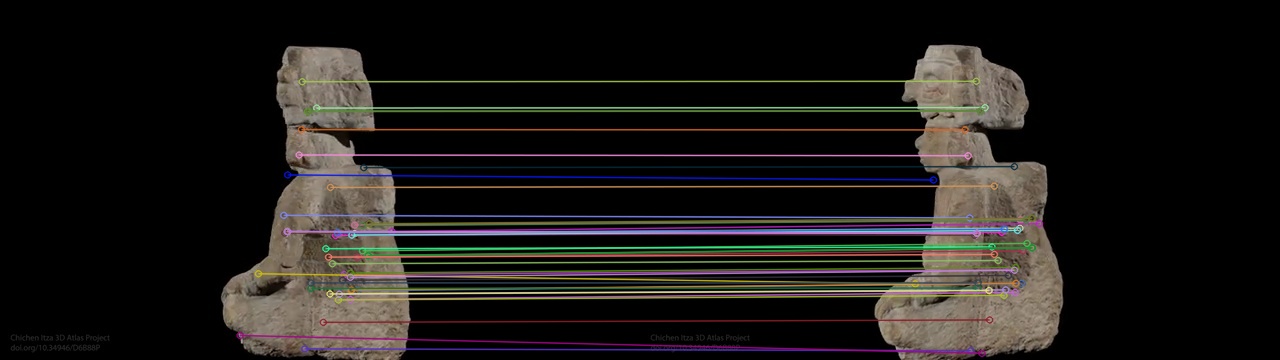 Chichen Itza 3D Atlas Project
doi.org/10.34946/D6888P
Chichen Itza 3D Atlas Project